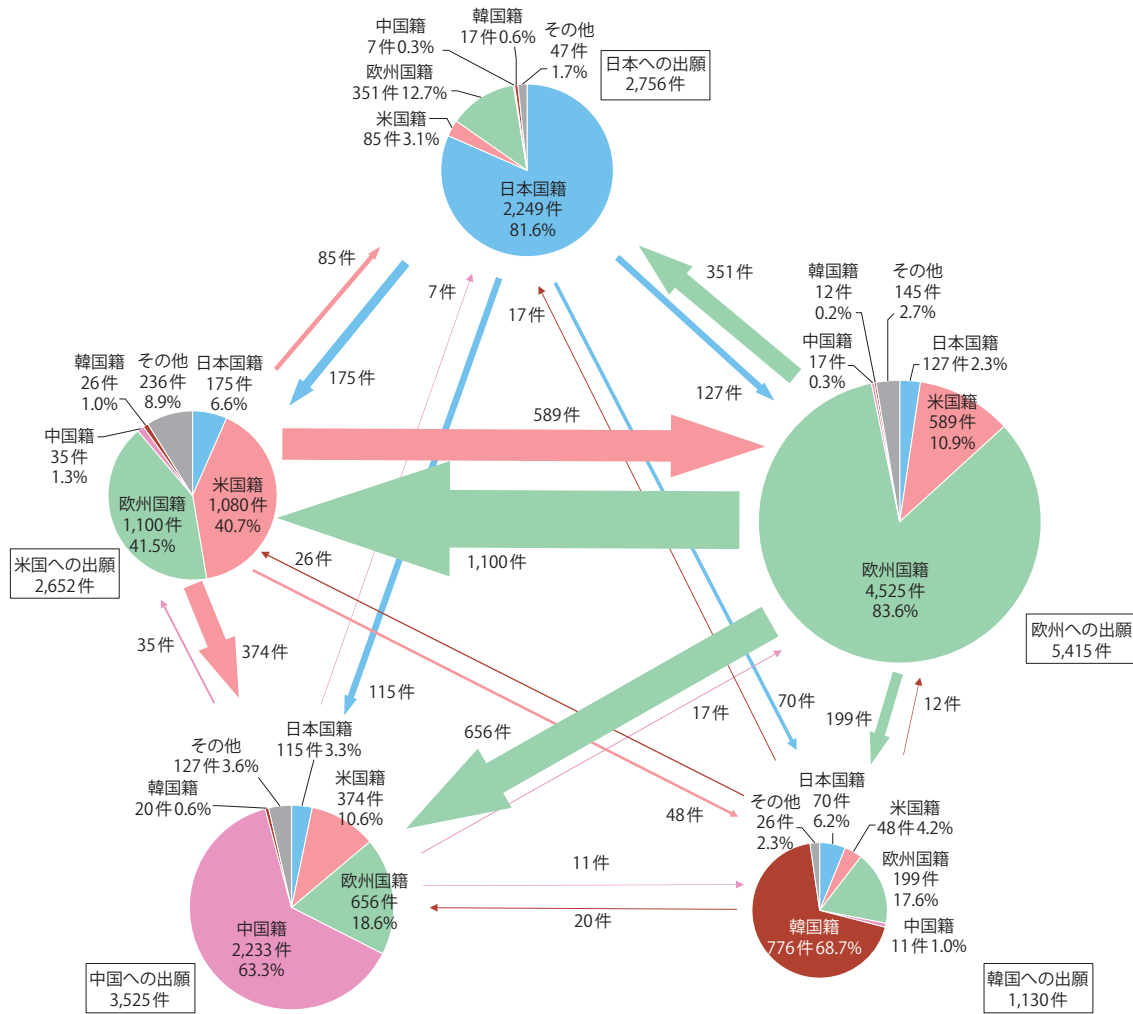 中国籍
7件0.3%
韓国籍
17件0.6%
その他
47件
1.7%
日本への出願
2,756件
欧州国籍
351件12.7%
米国籍
85件3.1%
日本国籍
2,249件
81.6%
85件
7件
17件
351件
175件
127件
589件
1,100件
韓国籍
12件
0.2%
その他
145件
2.7%
中国籍
17件
0.3%
日本国籍
127件2.3%
米国籍
589件
10.9%
欧州国籍
4,525件
83.6%
欧州への出願
5,415件
韓国籍
26件
1.0%
その他
236件
8.9%
日本国籍
175件
6.6%
中国籍
35件
1.3%
欧州国籍
1,100件
41.5%
米国籍
1,080件
40.7%
米国への出願
2,652件
26件
35件
374件
115件
656件
17件
70件
199件
12件
48件
11件
20件
その他
127件3.6%
日本国籍
115件3.3%
韓国籍
20件0.6%
米国籍
374件
10.6%
欧州国籍
656件
18.6%
中国籍
2,233件
63.3%
中国への出願
3,525件
その他
26件
2.3%
日本国籍
70件
6.2%
米国籍
48件4.2%
欧州国籍
199件
17.6%
中国籍
11件1.0%
韓国籍
776件68.7%
韓国への出願
1,130件